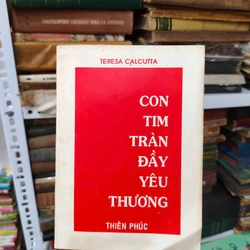 TERESA CALCUTTA
CON
TIM
TRÀN
ĐẦY
YÊU
THƯƠNG
THIÊN PHÚC